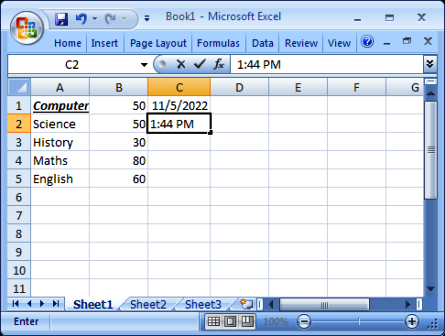 Book1 - Microsoft Excel
Home Insert Page Layout Formulas Data Review View
C2 fx 1:44 PM
A B C D E F G
1 Computer 50 11/5/2022
2 Science 50 1:44 PM
3 History 30
4 Maths 80
5 English 60
6
7
8
9
10
11
Sheet1 Sheet2 Sheet3
Enter 100%